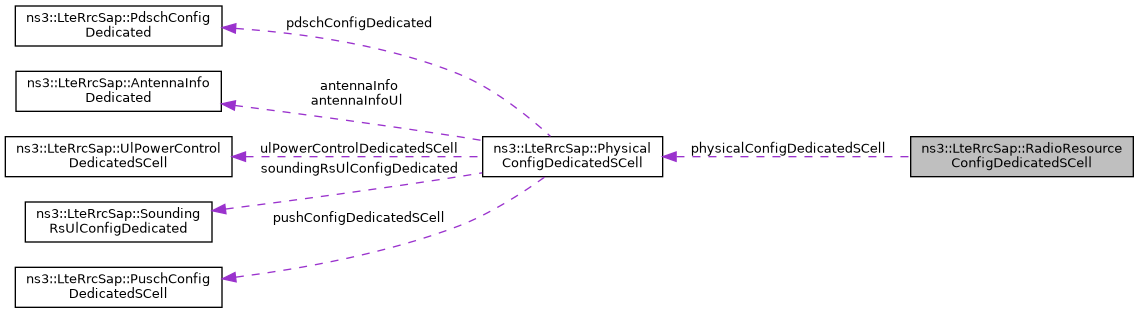 ns3::LteRrcSap::PdschConfig
Dedicated
pdschConfigDedicated
ns3::LteRrcSap::AntennaInfo
Dedicated
antennaInfo
antennaInfoUl
ns3::LteRrcSap::UlPowerControl
DedicatedSCell
ulPowerControlDedicatedSCell
ns3::LteRrcSap::Physical
ConfigDedicatedSCell
physicalConfigDedicatedSCell
ns3::LteRrcSap::RadioResource
ConfigDedicatedSCell
soundingRsUlConfigDedicated
ns3::LteRrcSap::Sounding
RsUlConfigDedicated
pushConfigDedicatedSCell
ns3::LteRrcSap::PuschConfig
DedicatedSCell